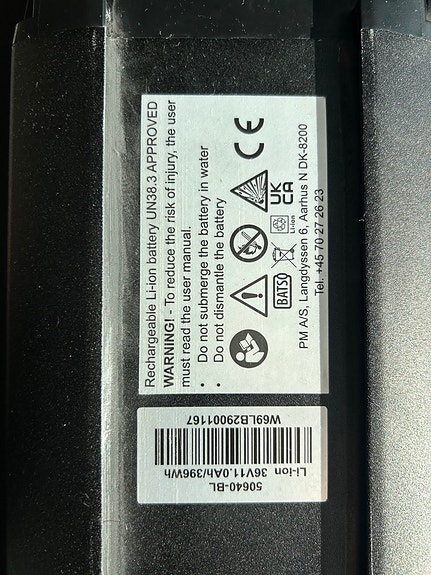 Rechargeable Li-ion battery UN38.3 APPROVED
WARNING! - To reduce the risk of injury, the user
must read the user manual.
• Do not submerge the battery in water
• Do not dismantle the battery
CE
UK
CA
BATSO
Li-ion
PM A/S, Langdyssen 6, Aarhus N DK-8200
Tel. +45 70 27 26 23
50640-BL
Li-Ion 36V11.0Ah/396Wh
W69LB29001167